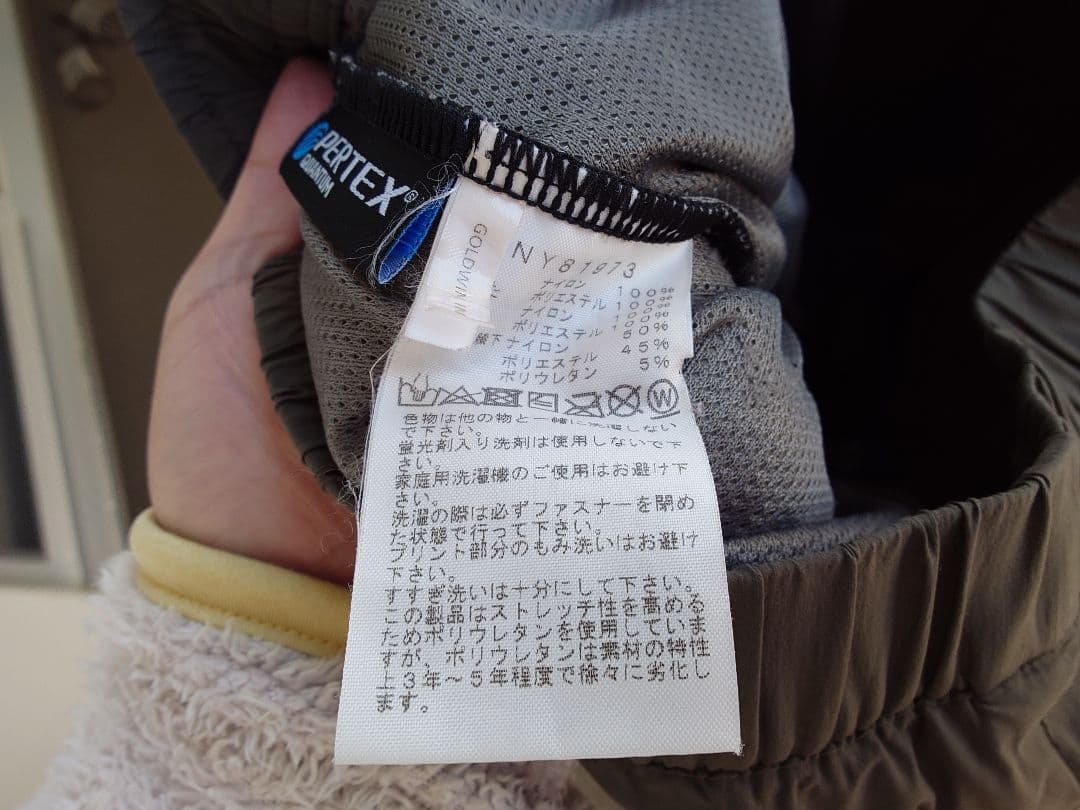 PERTEX®
QUANTUM
GOLDWIN IN
NY81973
ナイロン 100%
ポリエステル 100%
ナイロン 100%
ポリエステル 50%
ナイロン 45%
ポリエステル 5%
ポリウレタン
W
色物は他の物と一緒に洗濯しない
で下さい。
蛍光剤入り洗剤は使用しないで下
さい。
家庭用洗濯機のご使用はお避け下
さい。
洗濯の際は必ずファスナーを閉め
た状態で行って下さい。
プリント部分のもみ洗いはお避け
下さい。
すすぎ洗いは十分にして下さい。
この製品はストレッチ性を高める
ためポリウレタンを使用していま
すが、ポリウレタンは素材の特性
上3年〜5年程度で徐々に劣化し
ます。